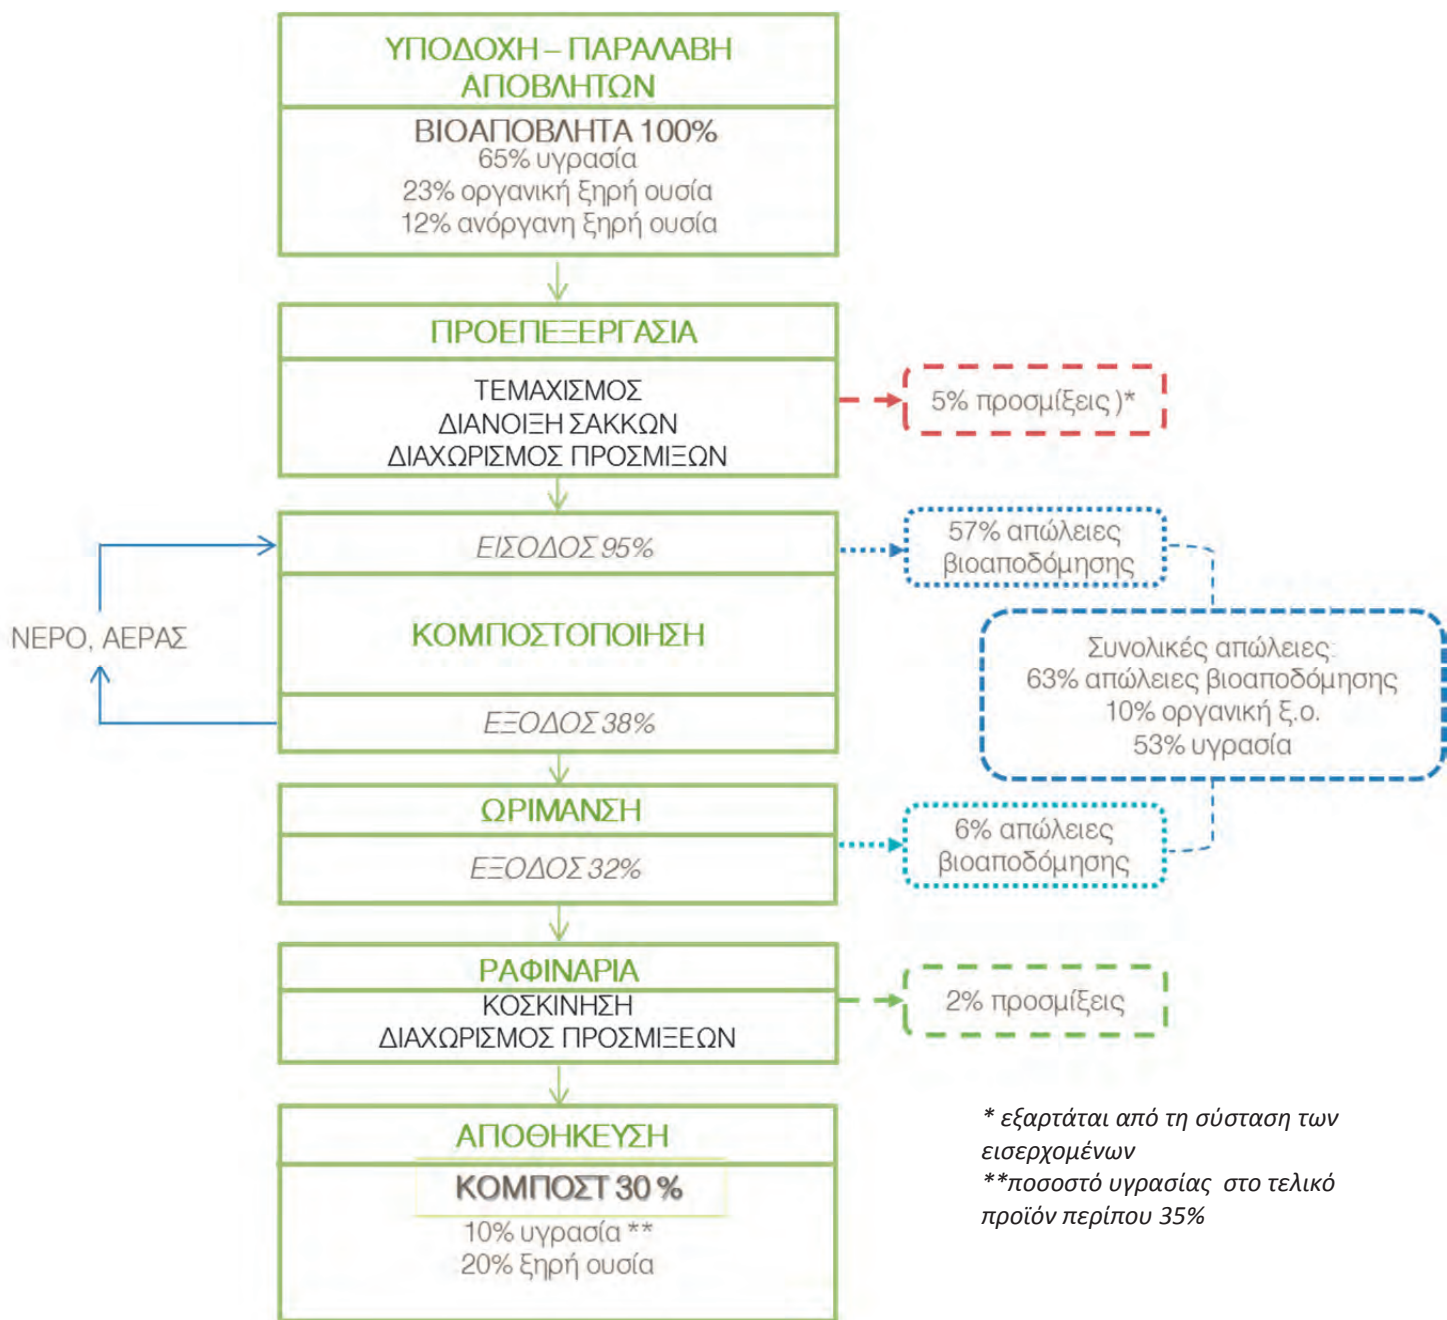 ΥΠΟΔΟΧΗ – ΠΑΡΑΛΑΒΗ
ΑΠΟΒΛΗΤΩΝ
ΒΙΟΑΠΟΒΛΗΤΑ 100%
65% υγρασία
23% οργανική ξηρή ουσία
12% ανόργανη ξηρή ουσία
ΠΡΟΕΠΕΞΕΡΓΑΣΙΑ
ΤΕΜΑΧΙΣΜΟΣ
ΔΙΑΝΟΙΞΗ ΣΑΚΚΩΝ
ΔΙΑΧΩΡΙΣΜΟΣ ΠΡΟΣΜΙΞΩΝ
5% προσμίξεις )*
ΕΙΣΟΔΟΣ 95%
57% απώλειες
βιοαποδόμησης
ΝΕΡΟ, ΑΕΡΑΣ
ΚΟΜΠΟΣΤΟΠΟΙΗΣΗ
Συνολικές απώλειες:
63% απώλειες βιοαποδόμησης
10% οργανική ξ.ο.
53% υγρασία
ΕΞΟΔΟΣ 38%
ΩΡΙΜΑΝΣΗ
ΕΞΟΔΟΣ 32%
6% απώλειες
βιοαποδόμησης
ΡΑΦΙΝΑΡΙΑ
ΚΟΣΚΙΝΗΣΗ
ΔΙΑΧΩΡΙΣΜΟΣ ΠΡΟΣΜΙΞΕΩΝ
2% προσμίξεις
ΑΠΟΘΗΚΕΥΣΗ
ΚΟΜΠΟΣΤ 30 %
10% υγρασία **
20% ξηρή ουσία
* εξαρτάται από τη σύσταση των
εισερχομένων
**ποσοστό υγρασίας στο τελικό
προϊόν περίπου 35%